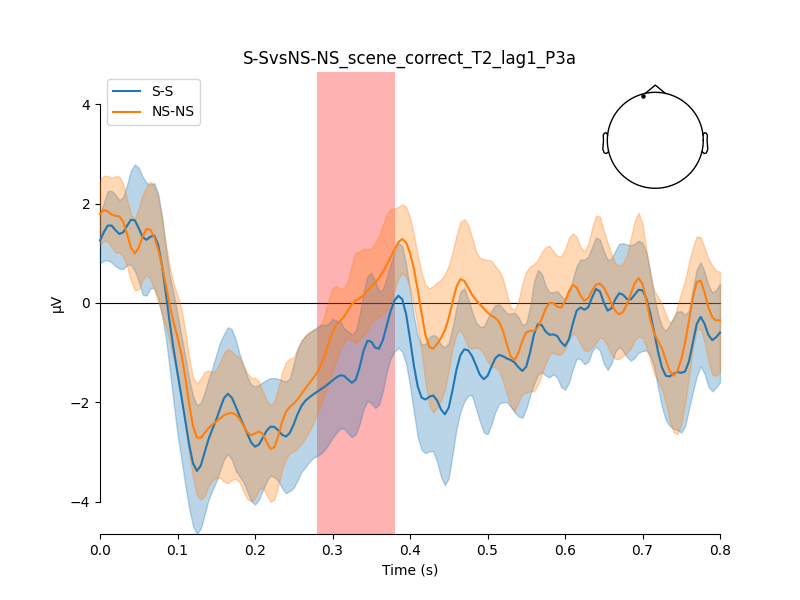 S-SvsNS-NS_scene_correct_T2_lag1_P3a
S-S
NS-NS
4
2
0
−2
−4
µV
0.0 0.1 0.2 0.3 0.4 0.5 0.6 0.7 0.8
Time (s)